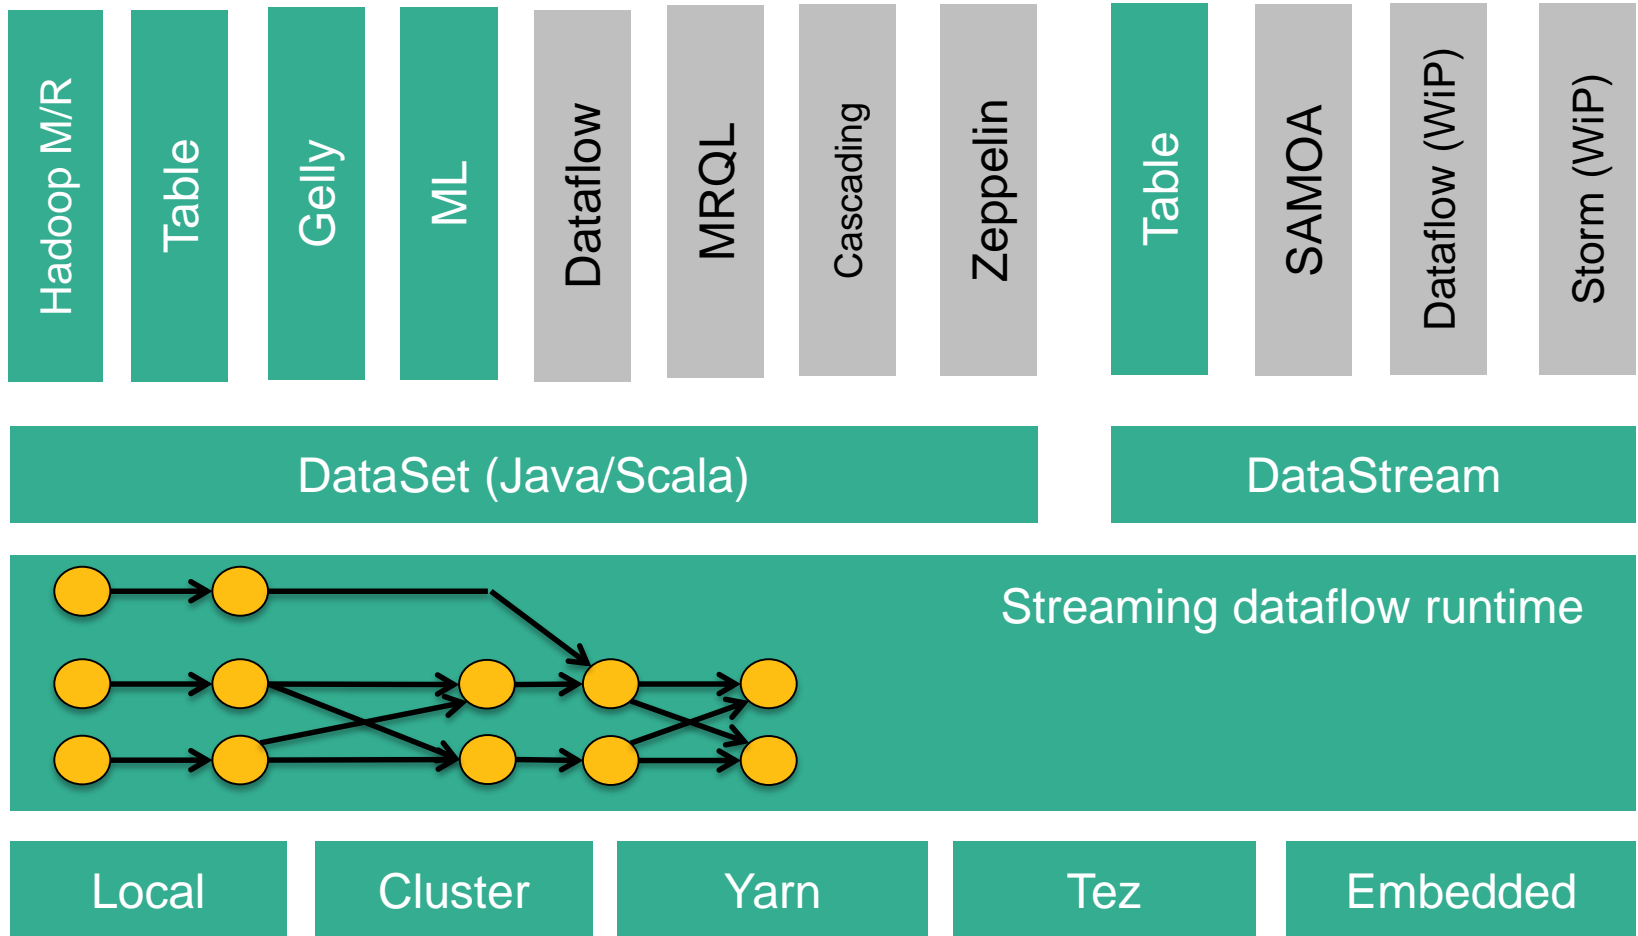 Hadoop M/R
Table
Gelly
ML
Dataflow
MRQL
Cascading
Zeppelin
Table
SAMOA
Dataflow (WiP)
Storm (WiP)
DataSet (Java/Scala)
DataStream
Streaming dataflow runtime
Local
Cluster
Yarn
Tez
Embedded